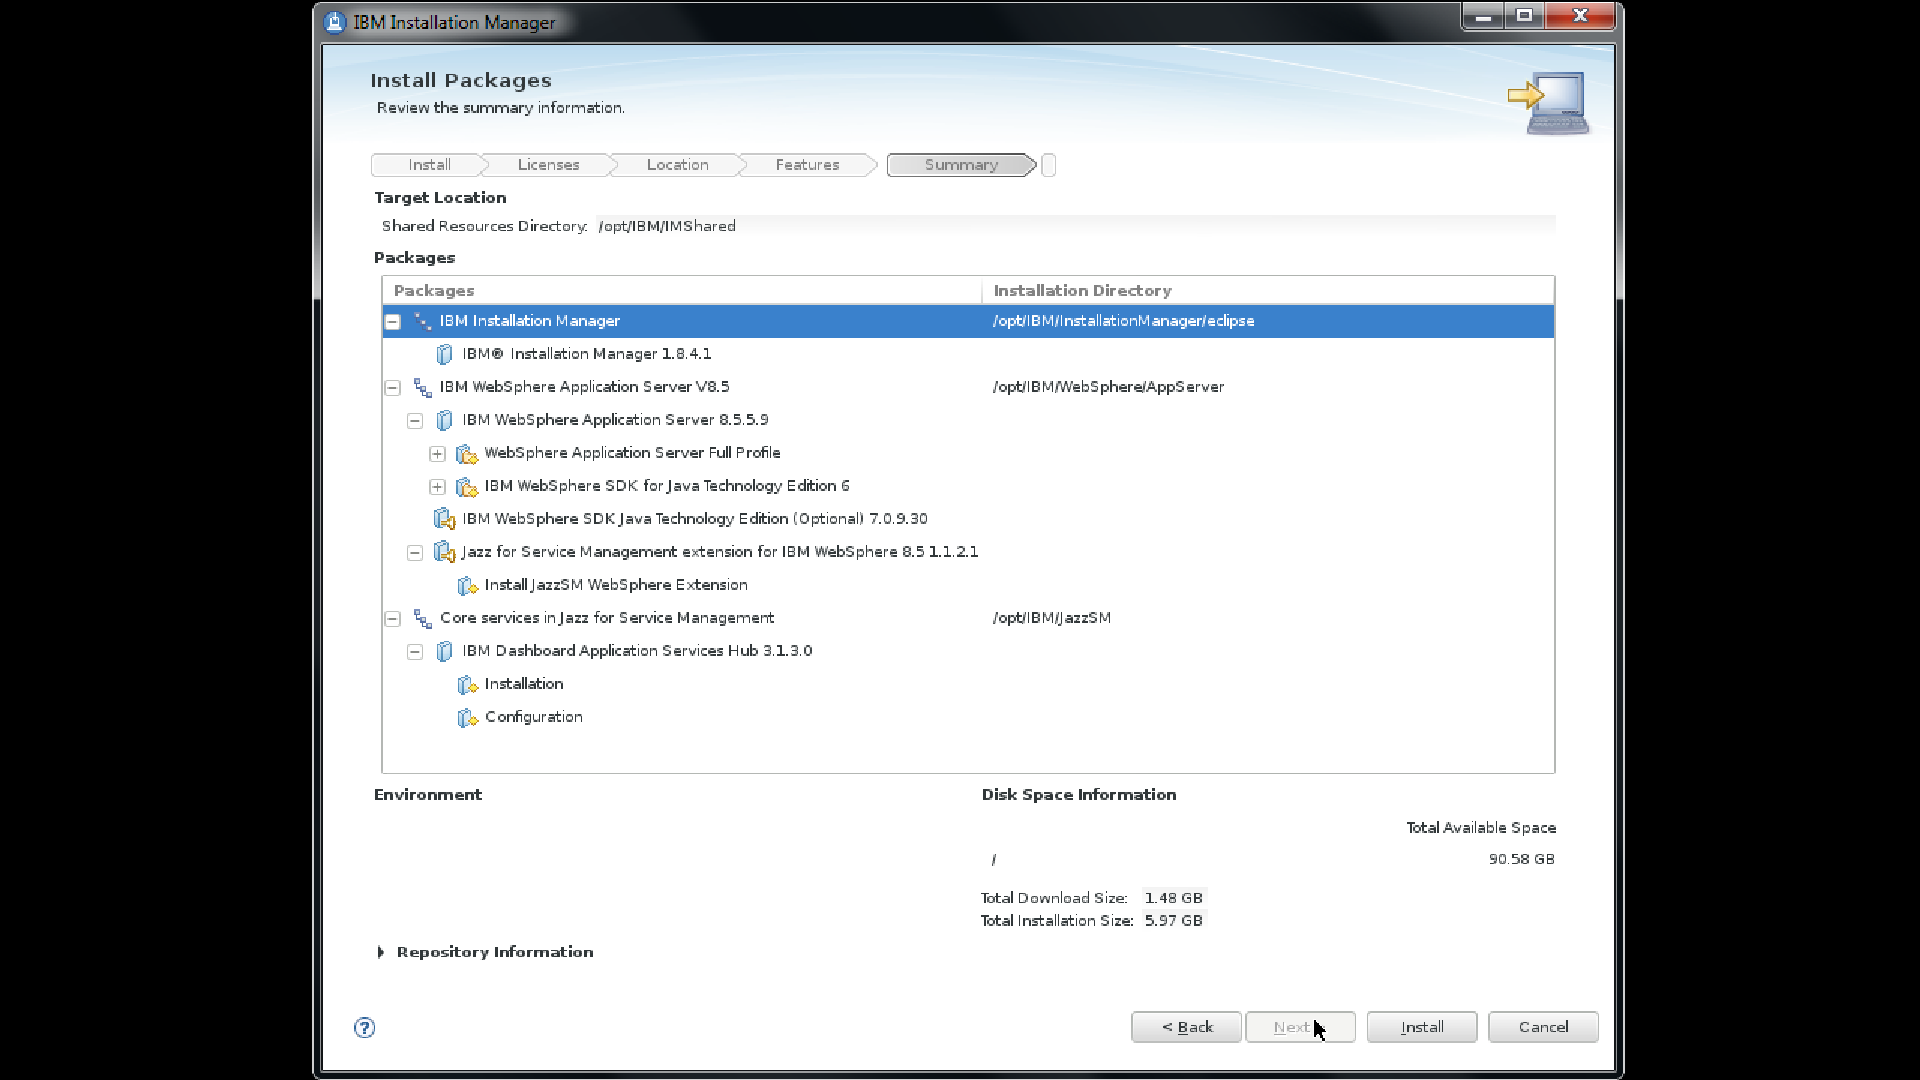 IBM Installation Manager
Install Packages
Review the summary information.
Install Licenses Location Features Summary
Target Location
Shared Resources Directory: /opt/IBM/IMShared
Packages
Packages Installation Directory
IBM Installation Manager /opt/IBM/InstallationManager/eclipse
IBM® Installation Manager 1.8.4.1
IBM WebSphere Application Server V8.5 /opt/IBM/WebSphere/AppServer
IBM WebSphere Application Server 8.5.5.9
WebSphere Application Server Full Profile
IBM WebSphere SDK for Java Technology Edition 6
IBM WebSphere SDK Java Technology Edition (Optional) 7.0.9.30
Jazz for Service Management extension for IBM WebSphere 8.5 1.1.2.1
Install JazzSM WebSphere Extension
Core services in Jazz for Service Management /opt/IBM/JazzSM
IBM Dashboard Application Services Hub 3.1.3.0
Installation
Configuration
Environment Disk Space Information
Total Available Space
/ 90.58 GB
Total Download Size: 1.48 GB
Total Installation Size: 5.97 GB
Repository Information
? < Back Next Install Cancel